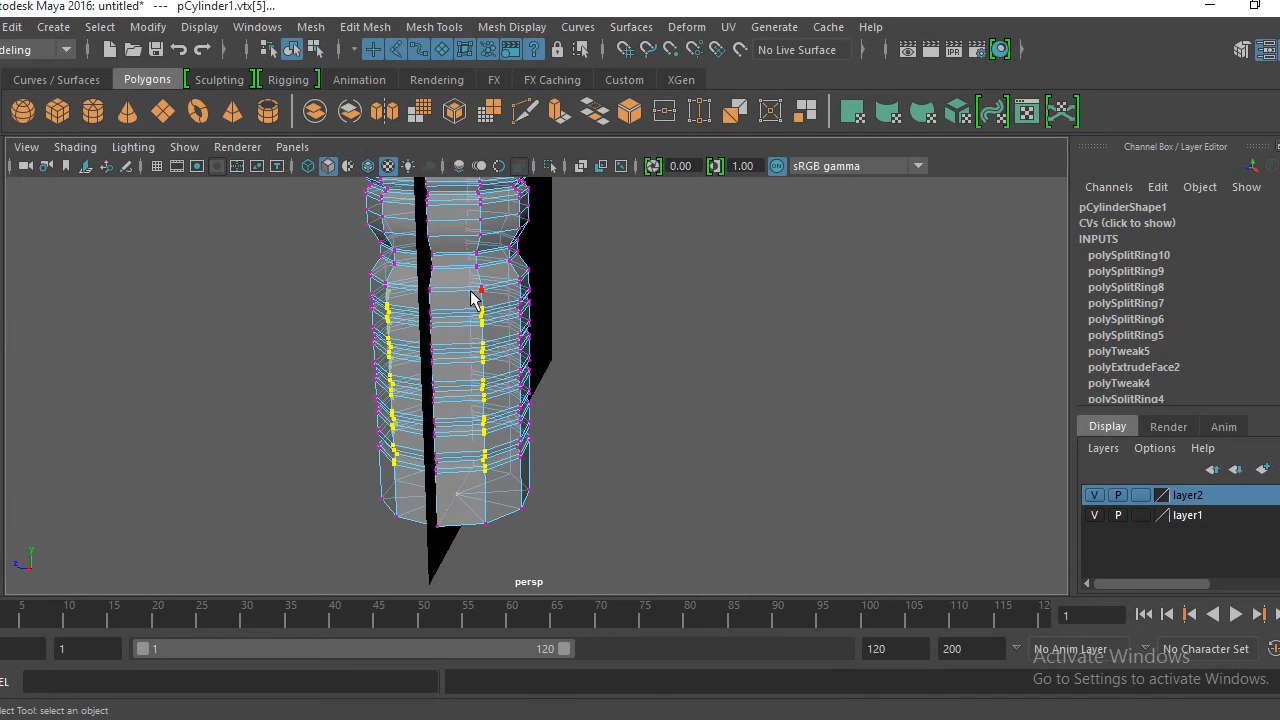 odesk Maya 2016: untitled* --- pCylinder1.vtx[5]...
Edit Create Select Modify Display Windows Mesh Edit Mesh Mesh Tools Mesh Display Curves Surfaces Deform UV Generate Cache Help
deling No Live Surface
Curves / Surfaces Polygons Sculpting Rigging Animation Rendering FX FX Caching Custom XGen
View Shading Lighting Show Renderer Panels
0.00 1.00 ON sRGB gamma
Channel Box / Layer Editor
Channels Edit Object Show
pCylinderShape1
CVs (click to show)
INPUTS
polySplitRing10
polySplitRing9
polySplitRing8
polySplitRing7
polySplitRing6
polySplitRing5
polyTweak5
polyExtrudeFace2
polyTweak4
polySplitRing4
Display Render Anim
Layers Options Help
V P layer2
V P layer1
y
z
persp
5 10 15 20 25 30 35 40 45 50 55 60 65 70 75 80 85 90 95 100 105 110 115 12 1
1 1 120 120 200 No Anim Layer No Character Set
Activate Windows
Go to Settings to activate Windows.
EL
lect Tool: select an object